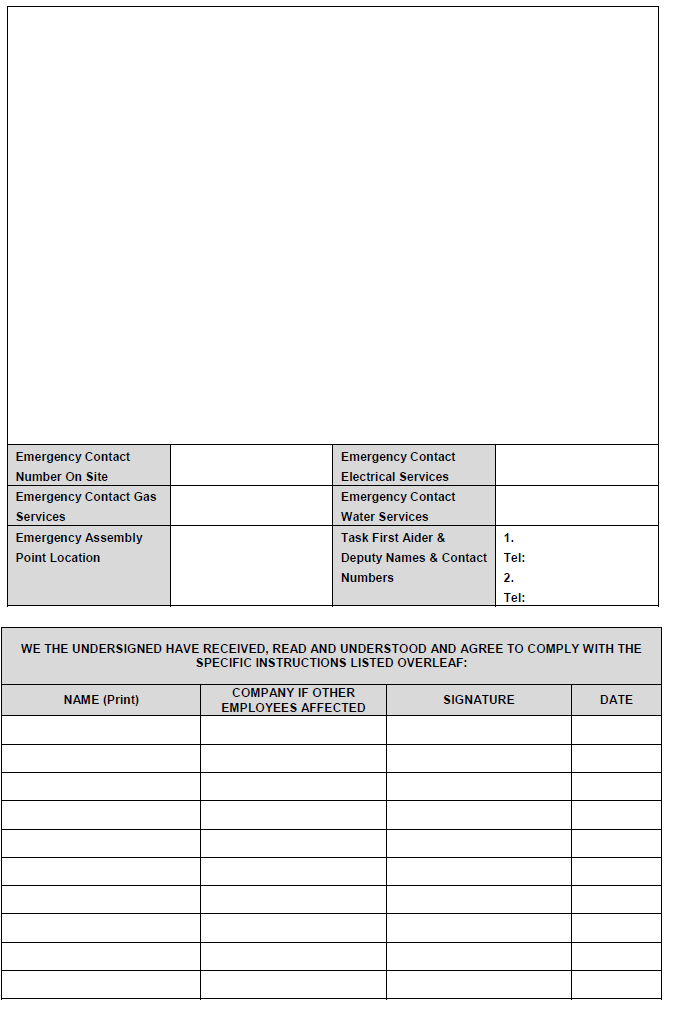 Emergency Contact
Number On Site
Emergency Contact
Electrical Services
Emergency Contact Gas
Services
Emergency Contact
Water Services
Emergency Assembly
Point Location
Task First Aider &
Deputy Names & Contact
Numbers
1.
Tel:
2.
Tel:
WE THE UNDERSIGNED HAVE RECEIVED, READ AND UNDERSTOOD AND AGREE TO COMPLY WITH THE
SPECIFIC INSTRUCTIONS LISTED OVERLEAF:
NAME (Print)
COMPANY IF OTHER
EMPLOYEES AFFECTED
SIGNATURE
DATE